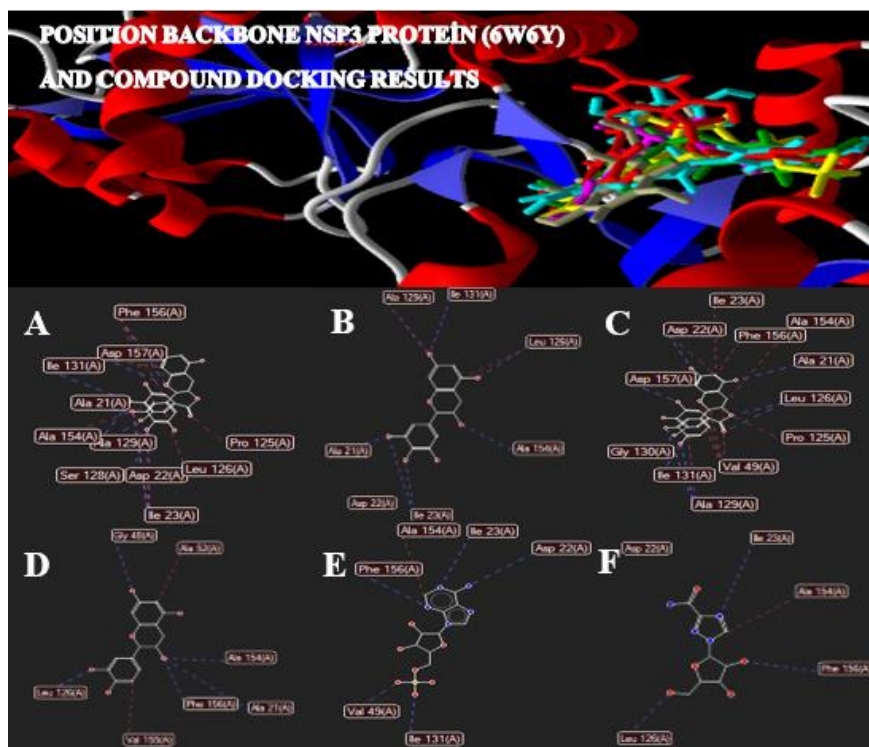 POSITION BACKBONE NSP3 PROTEİN (6W6Y)
AND COMPOUND DOCKING RESULTS
A
Phe 156(A)
Asp 157(A)
Ile 131(A)
Ala 21(A)
Ala 154(A)
Ala 129(A)
Pro 125(A)
Ser 128(A)
Asp 22(A)
Leu 126(A)
Ile 23(A)
B
Ala 129(A)
Ile 131(A)
Leu 126(A)
Ala 21(A)
Ala 154(A)
Asp 22(A)
Ile 23(A)
C
Ile 23(A)
Asp 22(A)
Phe 156(A)
Ala 154(A)
Asp 157(A)
Ala 21(A)
Leu 126(A)
Gly 130(A)
Pro 125(A)
Ile 131(A)
Val 49(A)
Ala 129(A)
D
Gly 48(A)
Ala 52(A)
Ala 154(A)
Leu 126(A)
Phe 156(A)
Ala 21(A)
Val 155(A)
E
Ala 154(A)
Ile 23(A)
Phe 156(A)
Asp 22(A)
Val 49(A)
Ile 131(A)
F
Asp 22(A)
Ile 23(A)
Ala 154(A)
Phe 156(A)
Leu 126(A)